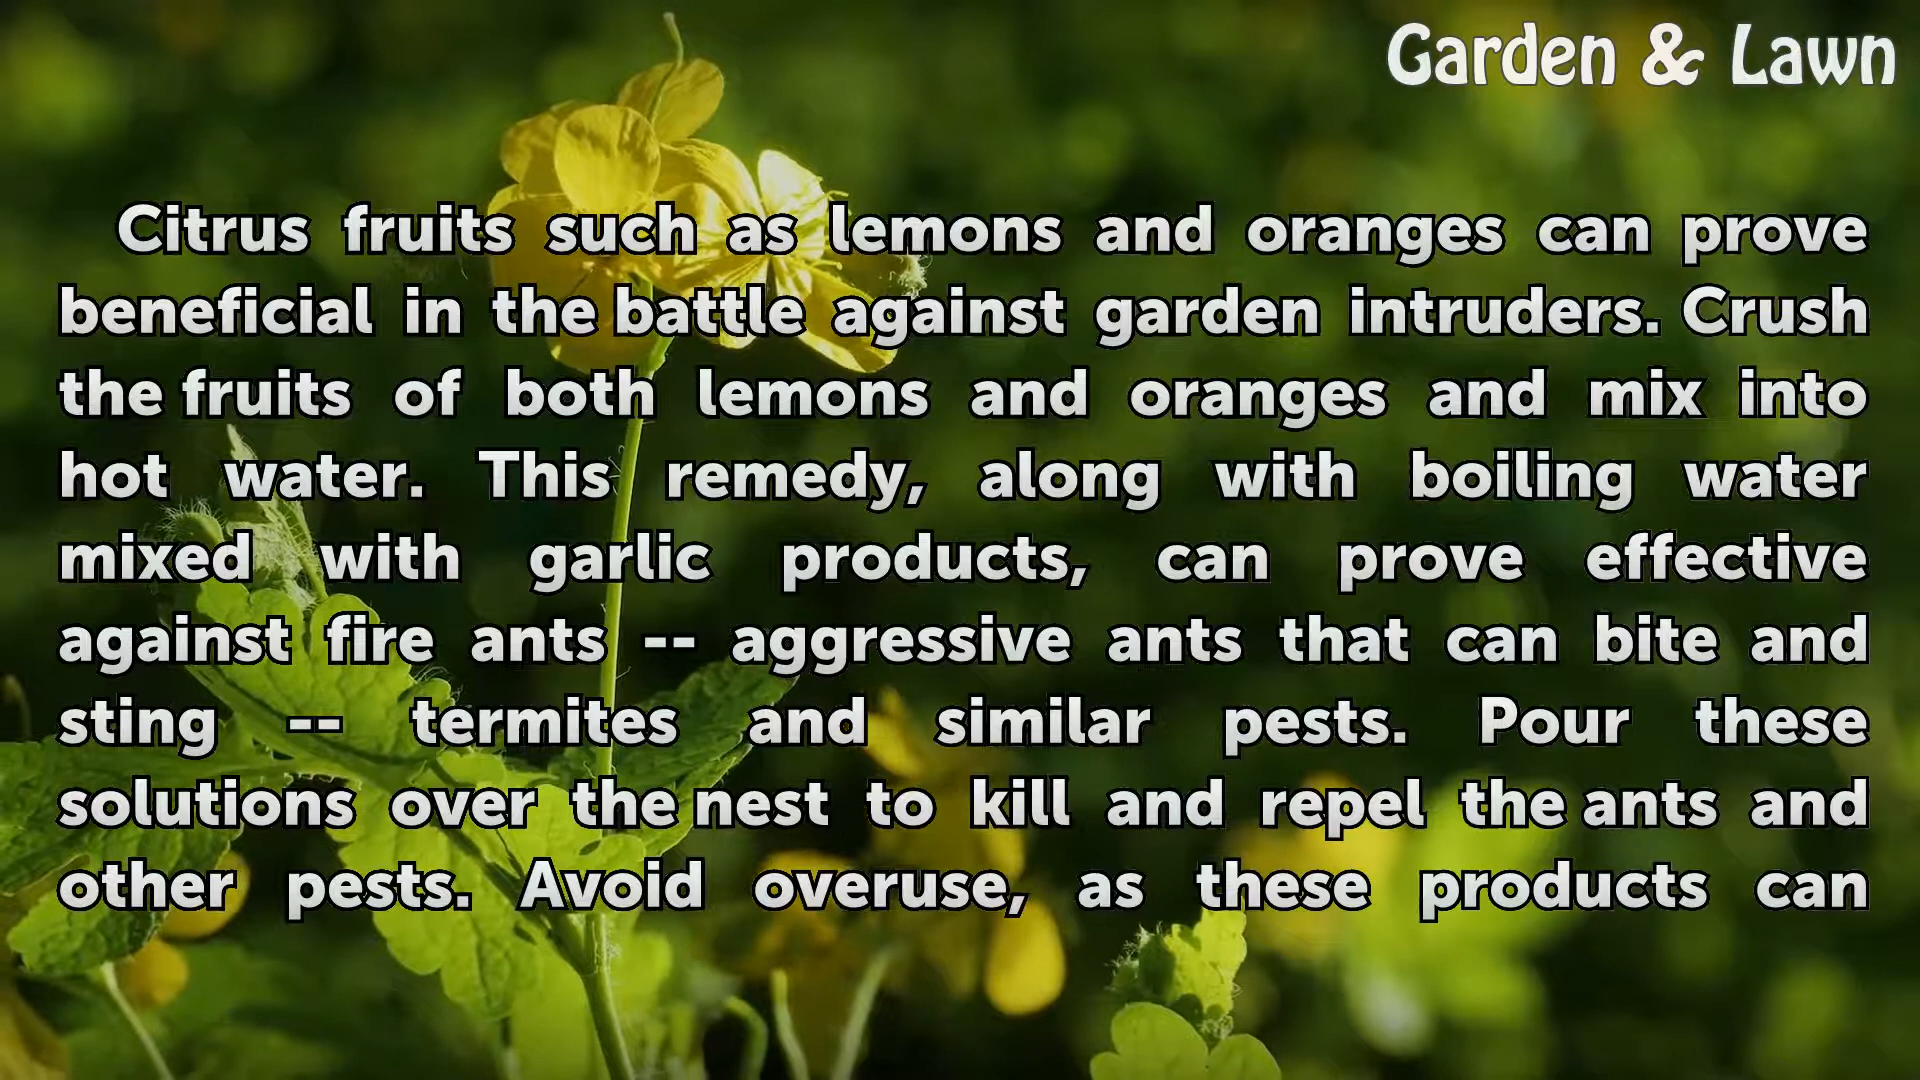 Garden & Lawn
Citrus fruits such as lemons and oranges can prove
beneficial in the battle against garden intruders. Crush
the fruits of both lemons and oranges and mix into
hot water. This remedy, along with boiling water
mixed with garlic products, can prove effective
against fire ants -- aggressive ants that can bite and
sting -- termites and similar pests. Pour these
solutions over the nest to kill and repel the ants and
other pests. Avoid overuse, as these products can